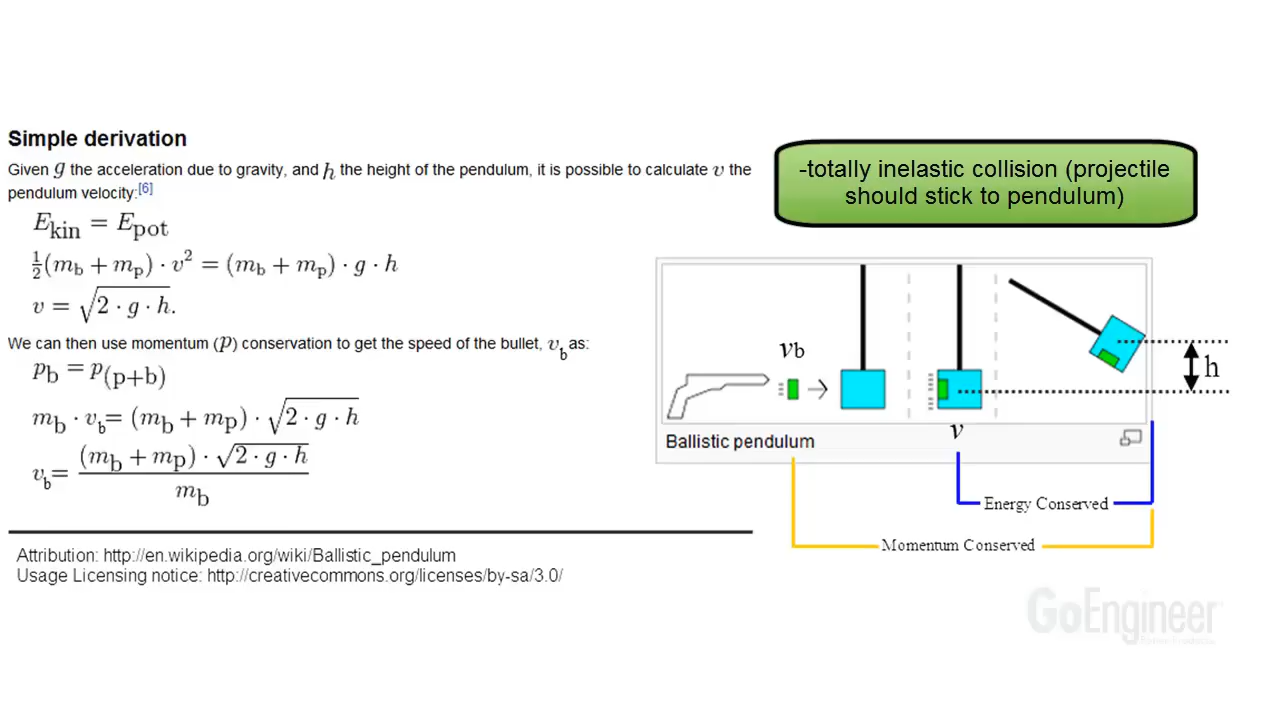 Simple derivation
Given g the acceleration due to gravity, and h the height of the pendulum, it is possible to calculate v the
pendulum velocity:[6]
E_kin = E_pot
½(m_b + m_p) · v² = (m_b + m_p) · g · h
v = √(2 · g · h).
We can then use momentum (p) conservation to get the speed of the bullet, v_b as:
p_b = p_(p+b)
m_b · v_b = (m_b + m_p) · √(2 · g · h)
v_b = (m_b + m_p) · √(2 · g · h) / m_b
Attribution: http://en.wikipedia.org/wiki/Ballistic_pendulum
Usage Licensing notice: http://creativecommons.org/licenses/by-sa/3.0/
-totally inelastic collision (projectile
should stick to pendulum)
vb
h
v
Ballistic pendulum
Energy Conserved
Momentum Conserved
GoEngineer